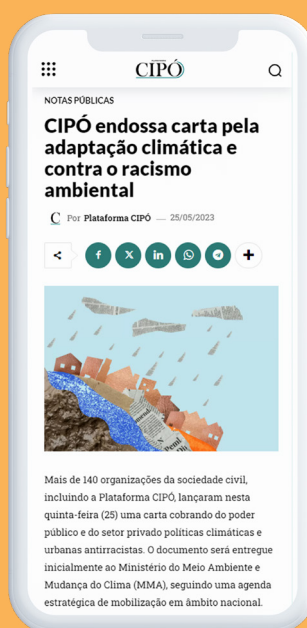 CIPÓ
NOTAS PÚBLICAS
CIPÓ endossa carta pela
adaptação climática e
contra o racismo
ambiental
C Por Plataforma CIPÓ — 25/05/2023
Mais de 140 organizações da sociedade civil,
incluindo a Plataforma CIPÓ, lançaram nesta
quinta-feira (25) uma carta cobrando do poder
público e do setor privado políticas climáticas e
urbanas antirracistas. O documento será entregue
inicialmente ao Ministério do Meio Ambiente e
Mudança do Clima (MMA), seguindo uma agenda
estratégica de mobilização em âmbito nacional.